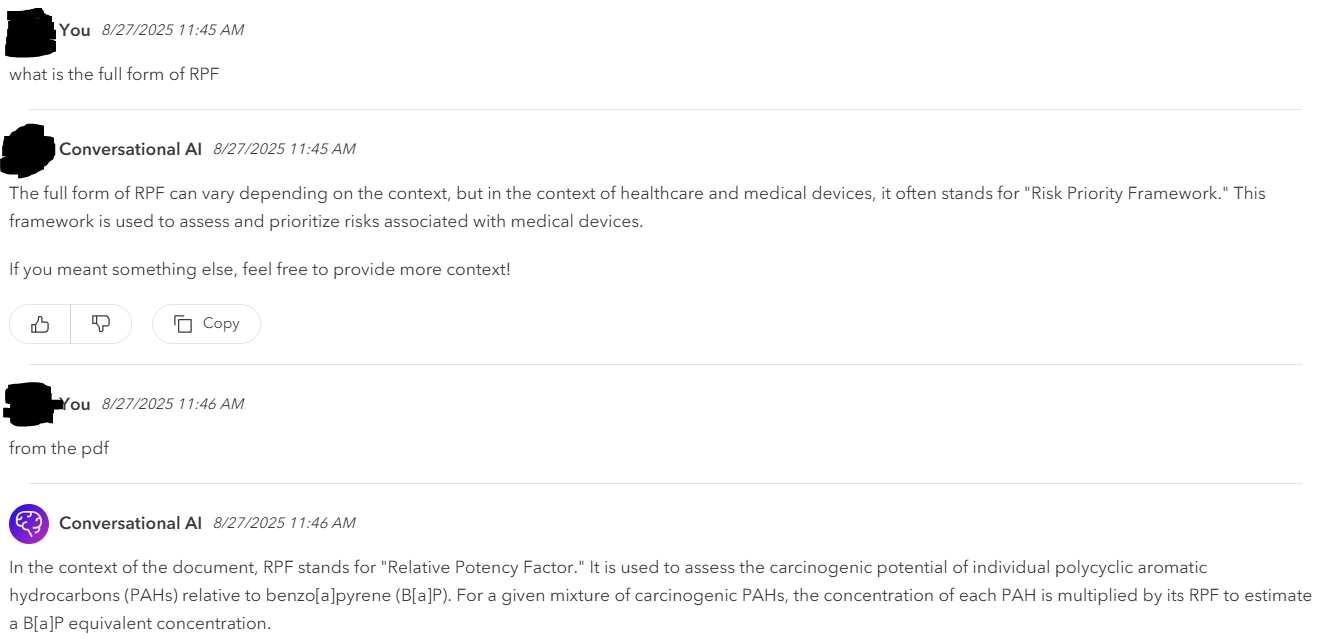 You 8/27/2025 11:45 AM
what is the full form of RPF
Conversational AI 8/27/2025 11:45 AM
The full form of RPF can vary depending on the context, but in the context of healthcare and medical devices, it often stands for "Risk Priority Framework." This
framework is used to assess and prioritize risks associated with medical devices.
If you meant something else, feel free to provide more context!
Copy
You 8/27/2025 11:46 AM
from the pdf
Conversational AI 8/27/2025 11:46 AM
In the context of the document, RPF stands for "Relative Potency Factor." It is used to assess the carcinogenic potential of individual polycyclic aromatic
hydrocarbons (PAHs) relative to benzo[a]pyrene (B[a]P). For a given mixture of carcinogenic PAHs, the concentration of each PAH is multiplied by its RPF to estimate
a B[a]P equivalent concentration.